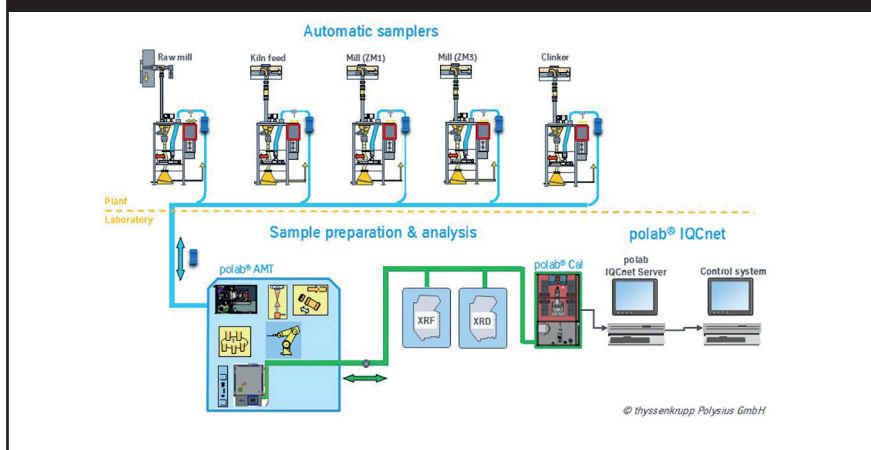 Automatic samplers
Raw mill
Kiln feed
Mill (ZM1)
Mill (ZM3)
Clinker
Plant
Laboratory
Sample preparation & analysis
polab® IQCnet
polab® AMT
polab® Cal
polab
IQCnet Server
Control system
XRF
XRD
© thyssenkrupp Polysius GmbH